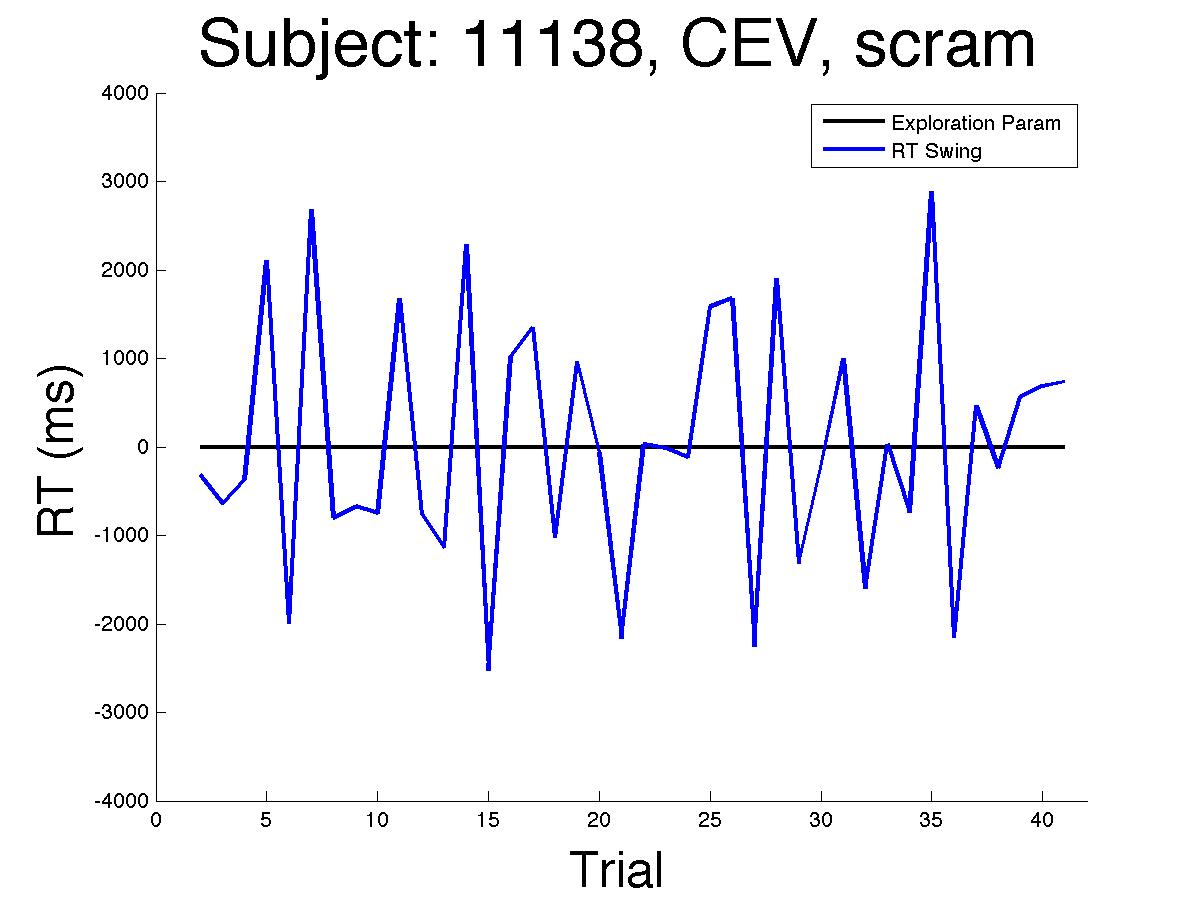 Subject: 11138, CEV, scram
4000
3000
2000
1000
0
-1000
-2000
-3000
-4000
RT (ms)
Exploration Param
RT Swing
0 5 10 15 20 25 30 35 40
Trial